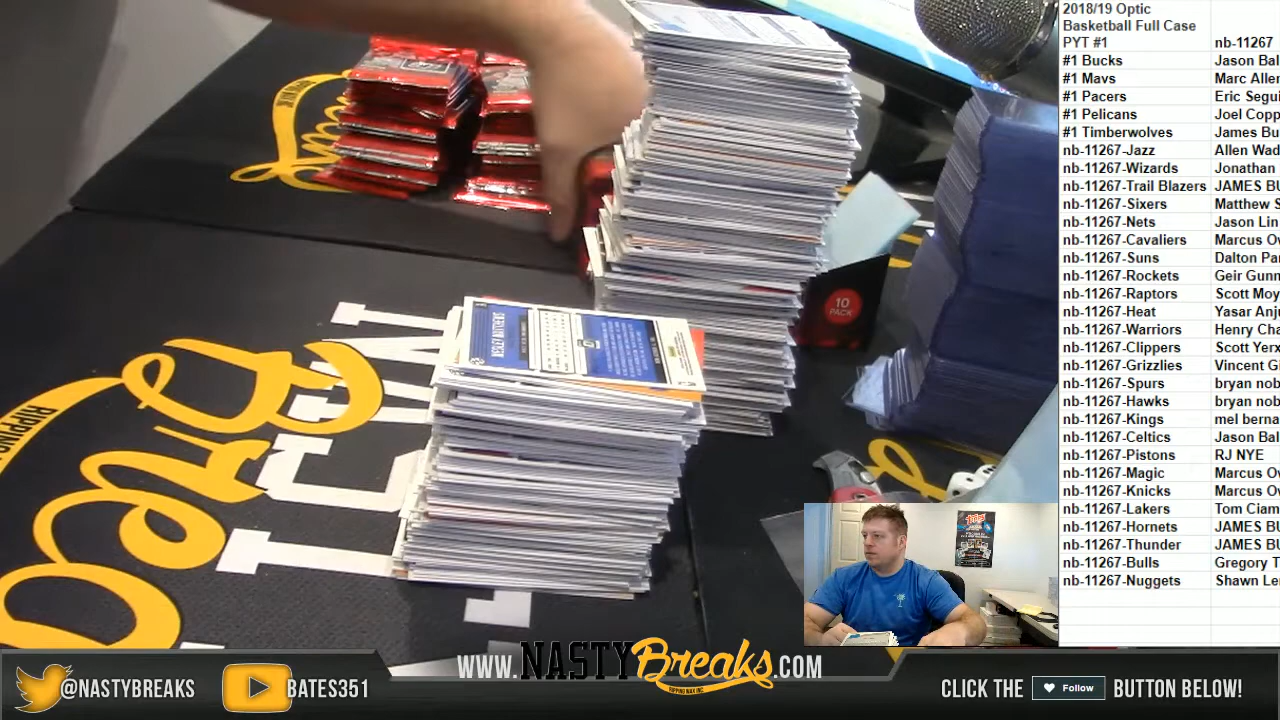 2018/19 Optic
Basketball Full Case
PYT #1 nb-11267
#1 Bucks Jason Bal
#1 Mavs Marc Aller
#1 Pacers Eric Segui
#1 Pelicans Joel Copp
#1 Timberwolves James Bu
nb-11267-Jazz Allen Wad
nb-11267-Wizards Jonathan
nb-11267-Trail Blazers JAMES BU
nb-11267-Sixers Matthew S
nb-11267-Nets Jason Lin
nb-11267-Cavaliers Marcus Ov
nb-11267-Suns Dalton Par
nb-11267-Rockets Geir Gunn
nb-11267-Raptors Scott Moy
nb-11267-Heat Yasar Anju
nb-11267-Warriors Henry Cho
nb-11267-Clippers Scott Yerx
nb-11267-Grizzlies Vincent Gi
nb-11267-Spurs bryan nob
nb-11267-Hawks bryan nob
nb-11267-Kings mel berna
nb-11267-Celtics Jason Bal
nb-11267-Pistons RJ NYE
nb-11267-Magic Marcus Ov
nb-11267-Knicks Marcus Ov
nb-11267-Lakers Tom Ciam
nb-11267-Hornets JAMES BU
nb-11267-Thunder JAMES BU
nb-11267-Bulls Gregory T
nb-11267-Nuggets Shawn Le
10
PACK
WESLEY MATTHEWS
RIPPING
@NASTYBREAKS
BATES351
WWW.NASTYBreaks.COM
RIPPING WAX INC
CLICK THE Follow BUTTON BELOW!